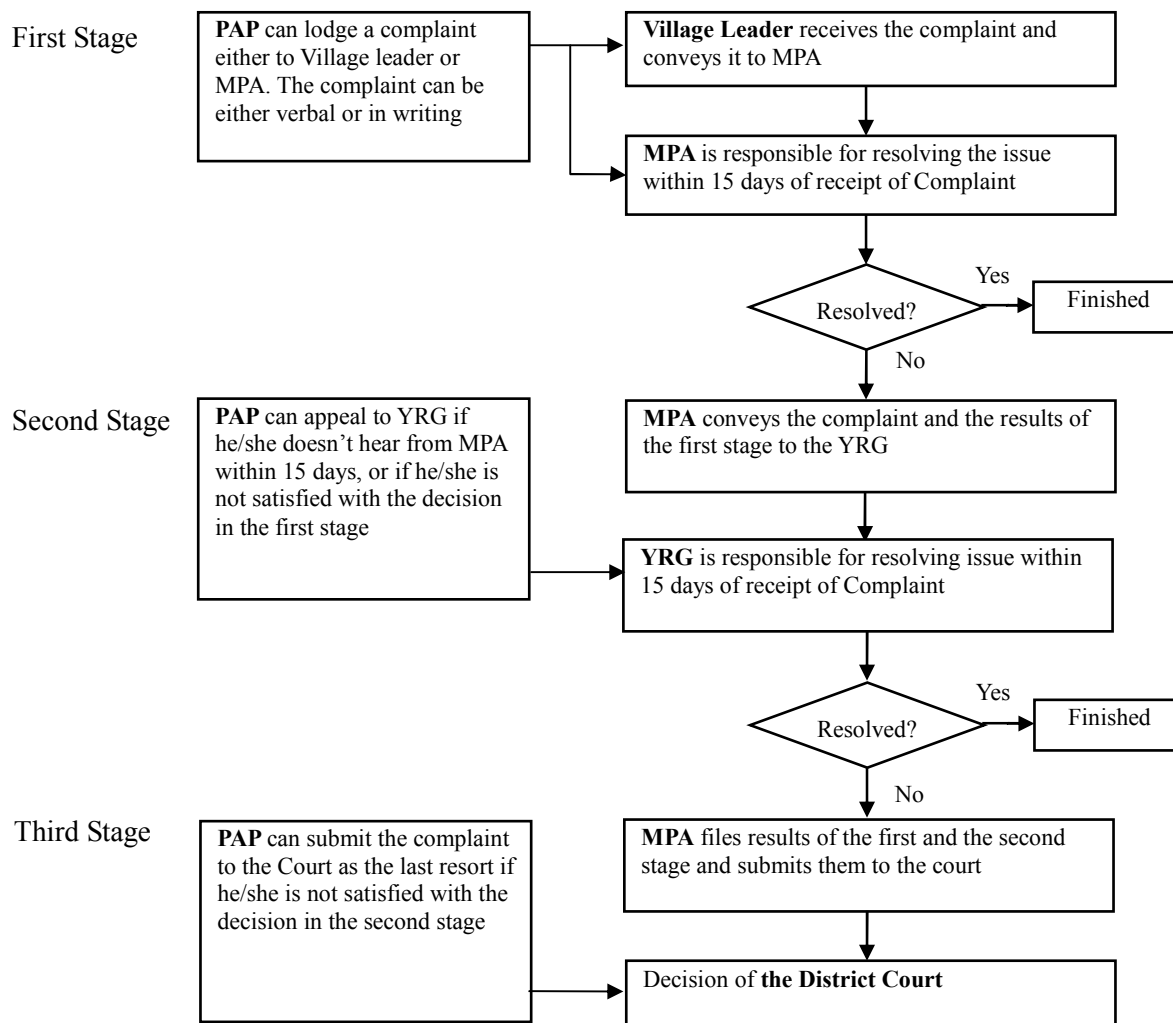 First Stage
PAP can lodge a complaint
either to Village leader or
MPA. The complaint can be
either verbal or in writing
Village Leader receives the complaint and
conveys it to MPA
MPA is responsible for resolving the issue
within 15 days of receipt of Complaint
Resolved?
Yes
Finished
No
Second Stage
PAP can appeal to YRG if
he/she doesn’t hear from MPA
within 15 days, or if he/she is
not satisfied with the decision
in the first stage
MPA conveys the complaint and the results of
the first stage to the YRG
YRG is responsible for resolving issue within
15 days of receipt of Complaint
Resolved?
Yes
Finished
No
Third Stage
PAP can submit the complaint
to the Court as the last resort if
he/she is not satisfied with the
decision in the second stage
MPA files results of the first and the second
stage and submits them to the court
Decision of the District Court